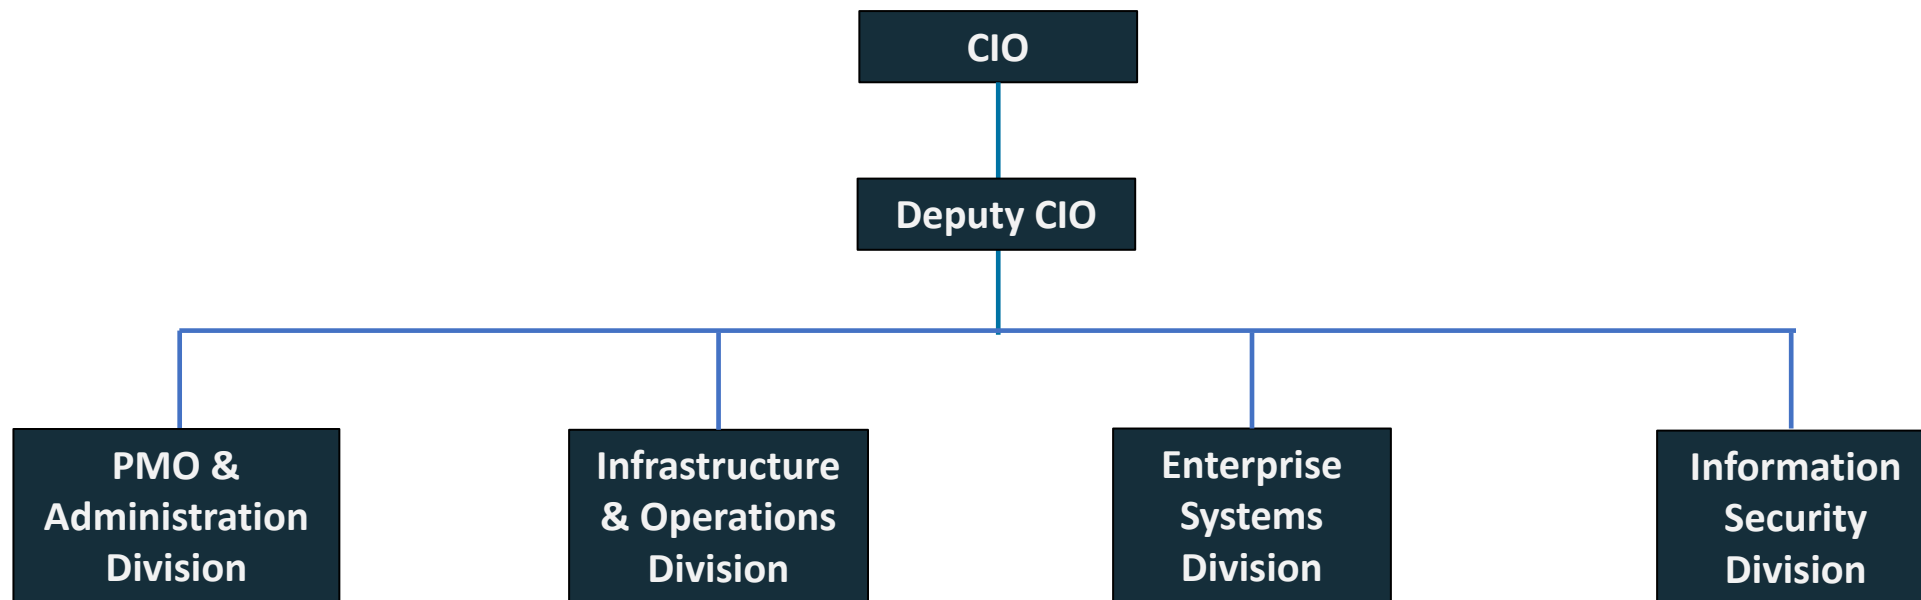 CIO
Deputy CIO
PMO &
Administration
Division
Infrastructure
& Operations
Division
Enterprise
Systems
Division
Information
Security
Division